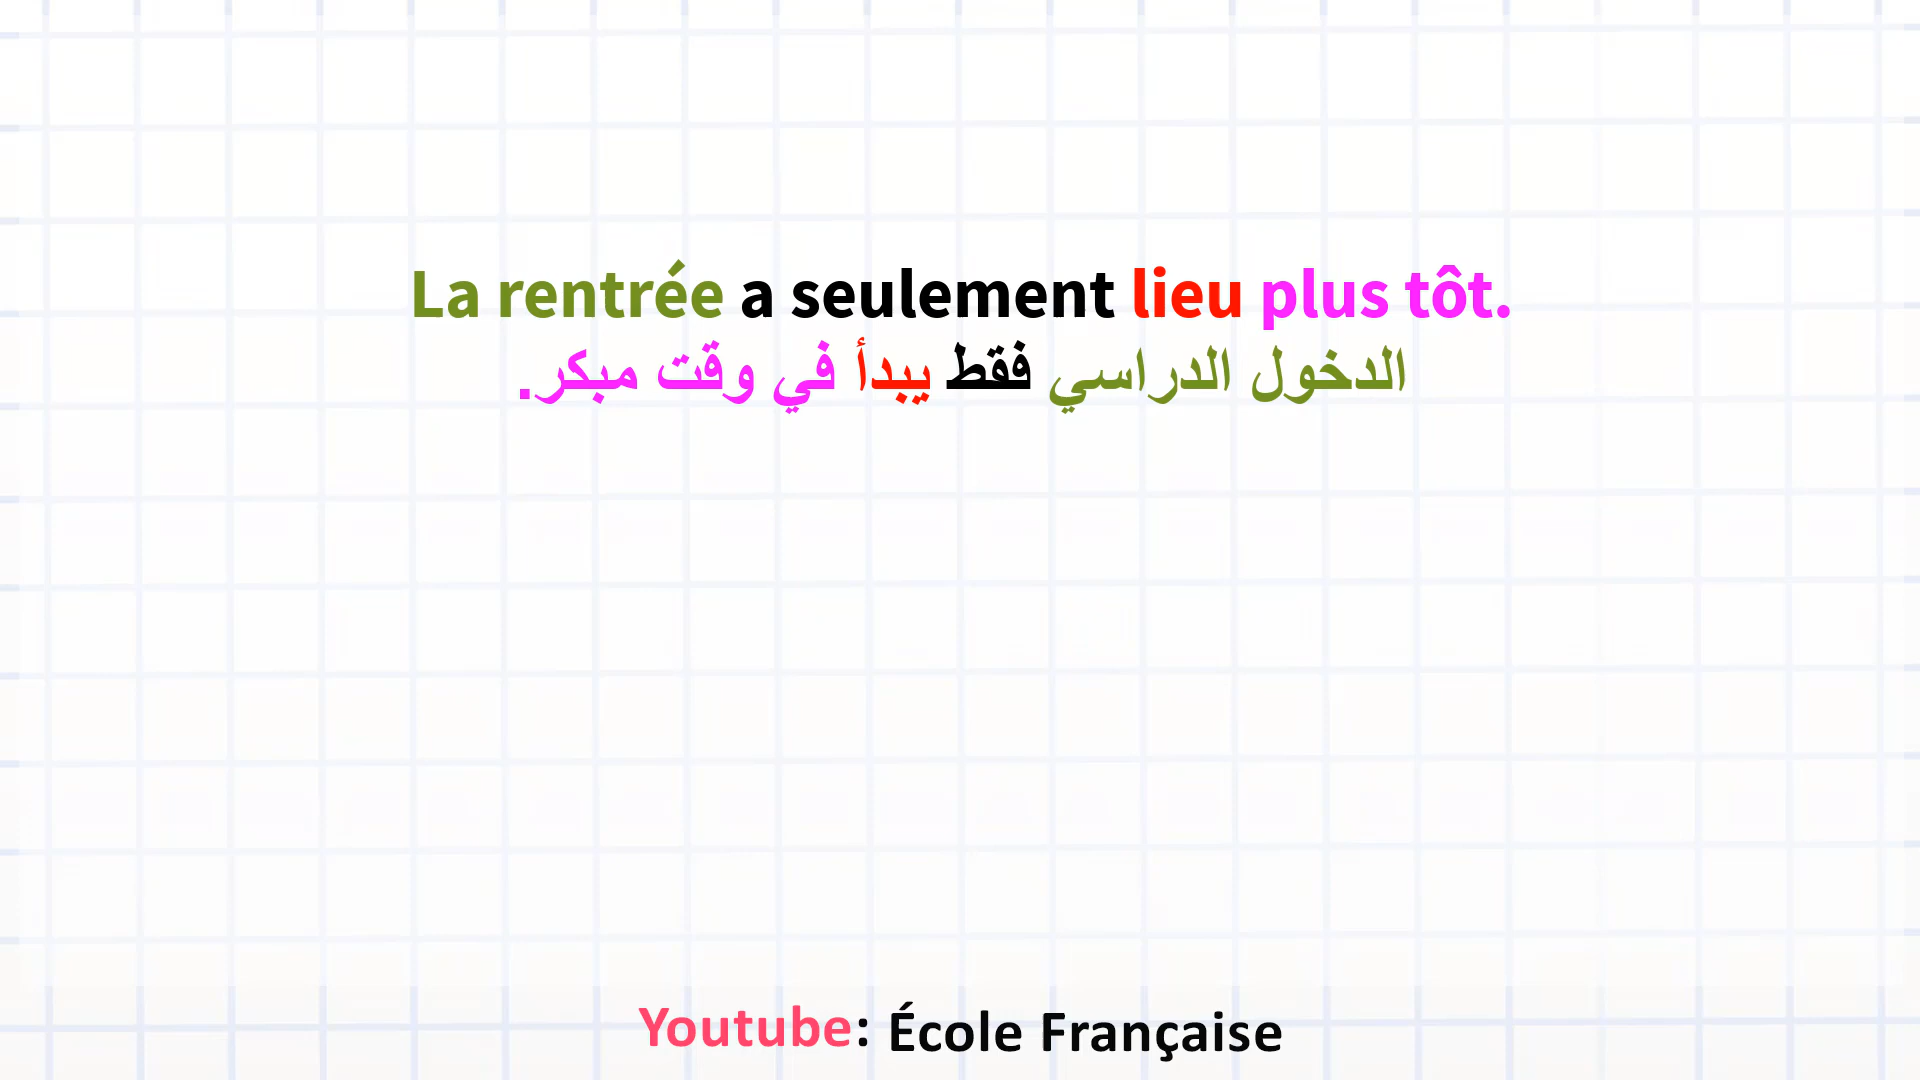 La rentrée a seulement lieu plus tôt.
الدخول الدراسي فقط يبدأ في وقت مبكر.
Youtube: École Française